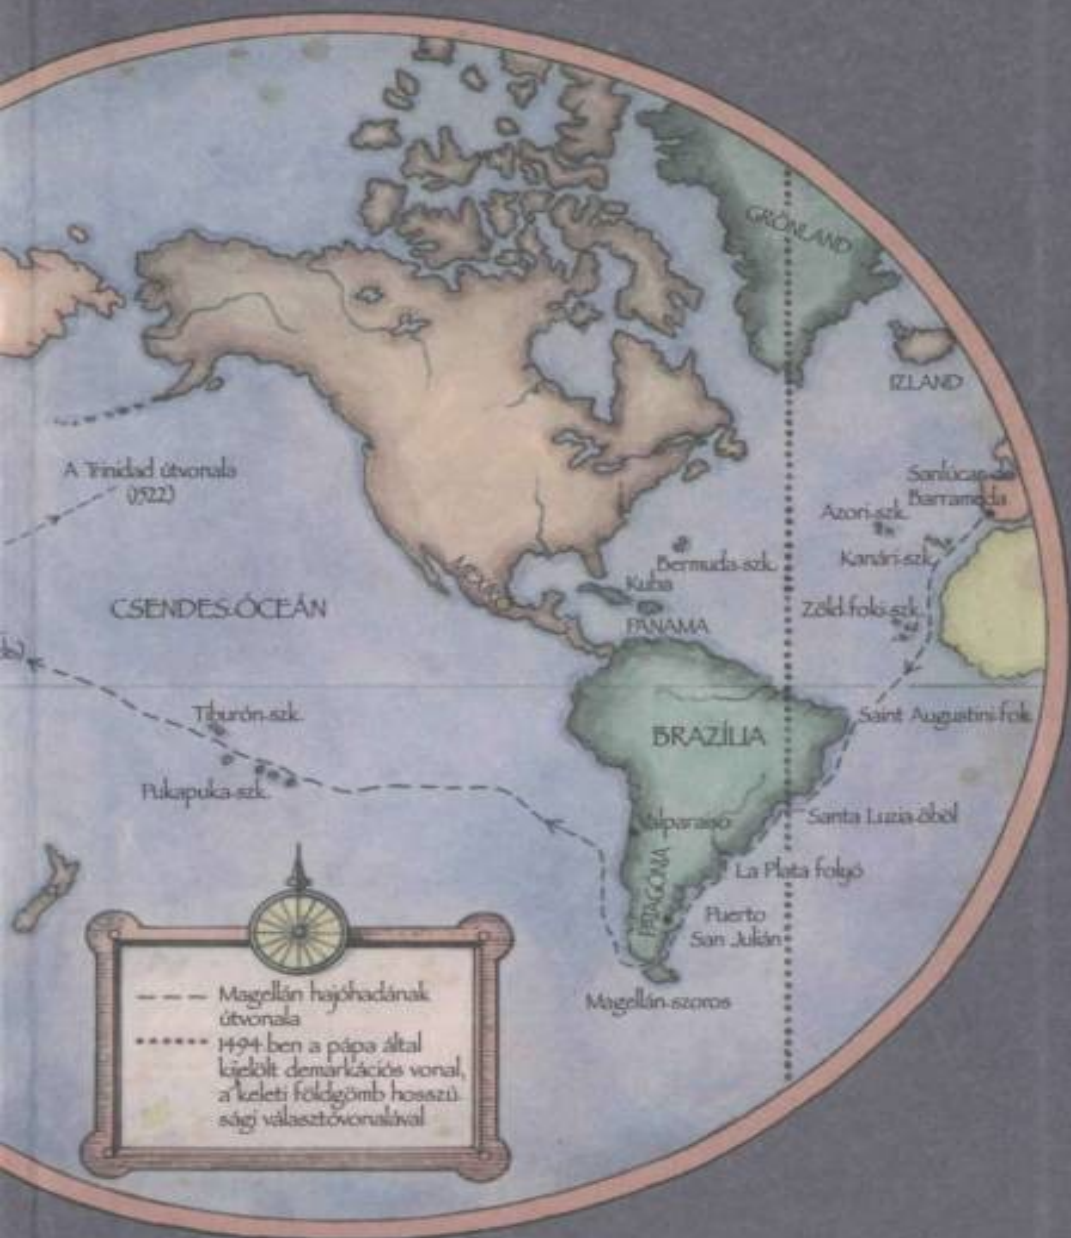 GRÖNLAND
IZLAND
A Trinidad útvonala
(1522)
Sanlúcar de
Barrameda
Azori-szk.
Kanári-szk.
Bermuda-szk.
MEXIKÓ
Kuba
CSENDES-ÓCEÁN
Zöld-foki-szk.
PANAMA
Tiburón-szk.
Saint Augustini-fok
BRAZÍLIA
Pukapuka-szk.
Valparaiso
Santa Luzia-öböl
La Plata folyó
PATAGONIA
Puerto
San Julián
Magellán-szoros
Magellán hajóhadának
útvonala
1494-ben a pápa által
kijelölt demarkációs vonal,
a keleti földgömb hosszú-
sági választóvonalával